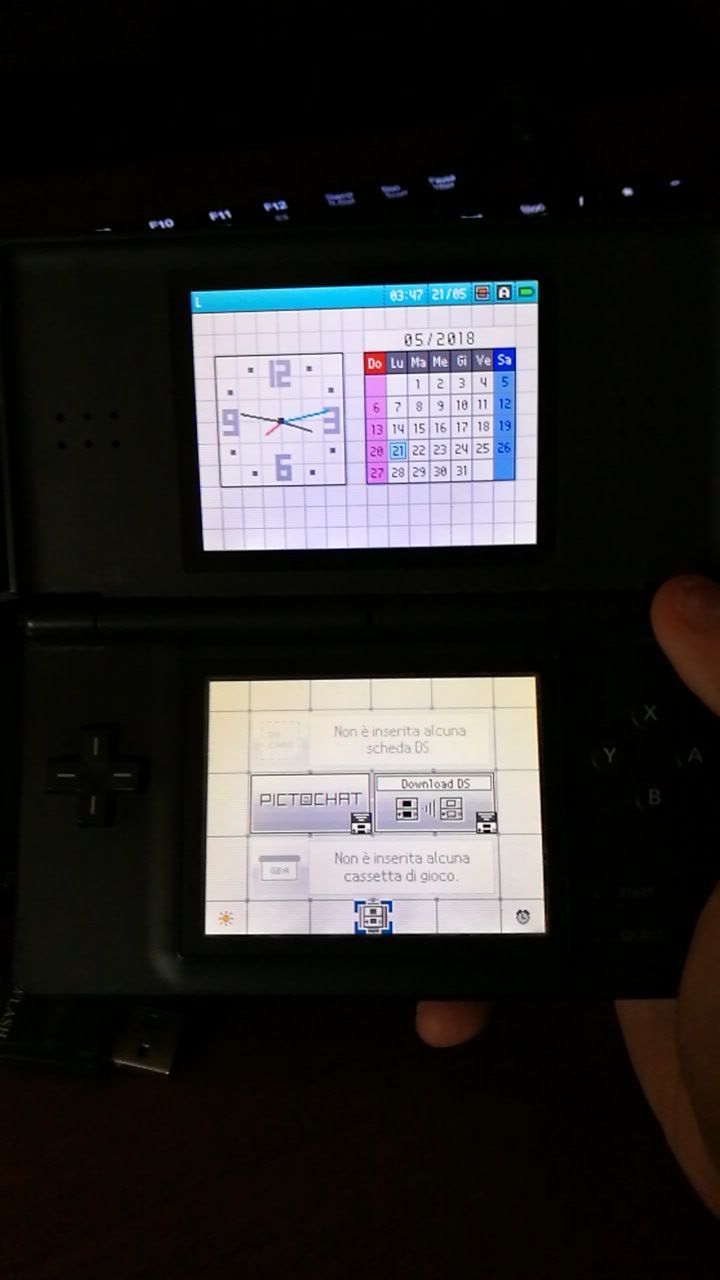 F10 F11 F12
L 03:47 21/05 A
05/2018
Do Lu Ma Me Gi Ve Sa
1 2 3 4 5
6 7 8 9 10 11 12
13 14 15 16 17 18 19
20 21 22 23 24 25 26
27 28 29 30 31
12
9 3
6
Non è inserita alcuna
scheda DS
PICTOCHAT
Download DS
GBA
Non è inserita alcuna
cassetta di gioco.
X
Y A
B
START
SELECT